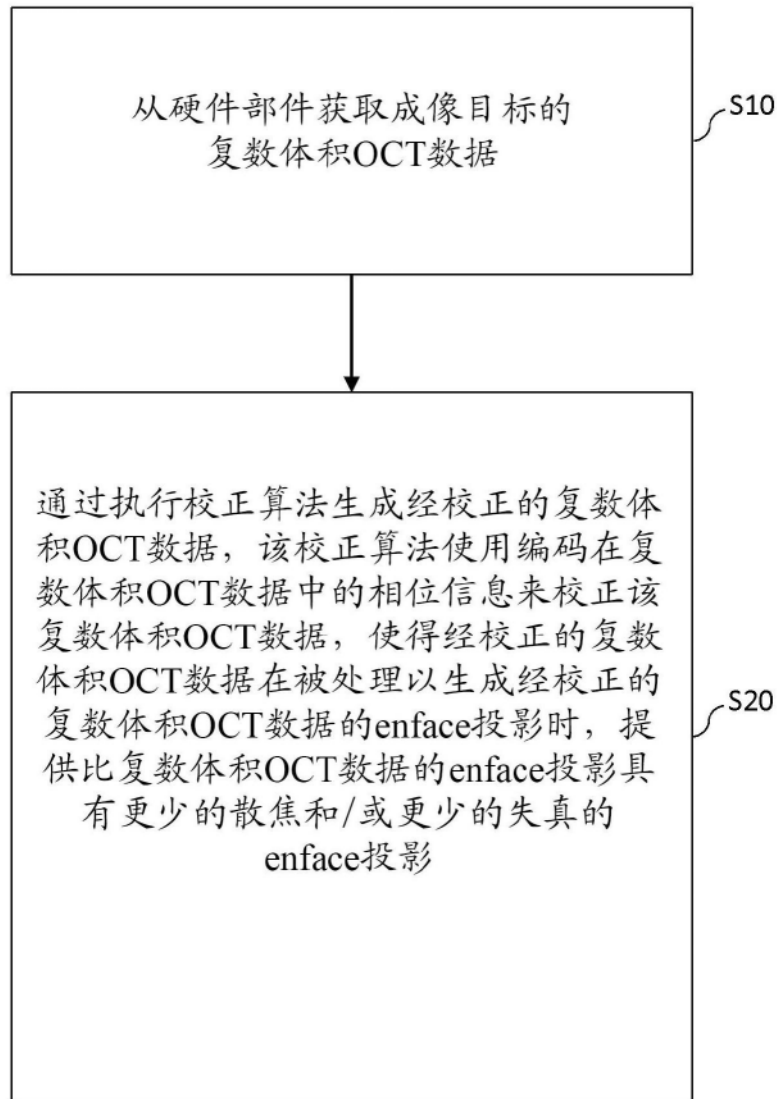 从硬件部件获取成像目标的
复数体积OCT数据
S10
通过执行校正算法生成经校正的复数体
积OCT数据，该校正算法使用编码在复
数体积OCT数据中的相位信息来校正该
复数体积OCT数据，使得经校正的复数
体积OCT数据在被处理以生成经校正的
复数体积OCT数据的enface投影时，提
供比复数体积OCT数据的enface投影具
有更少的散焦和/或更少的失真的
enface投影
S20